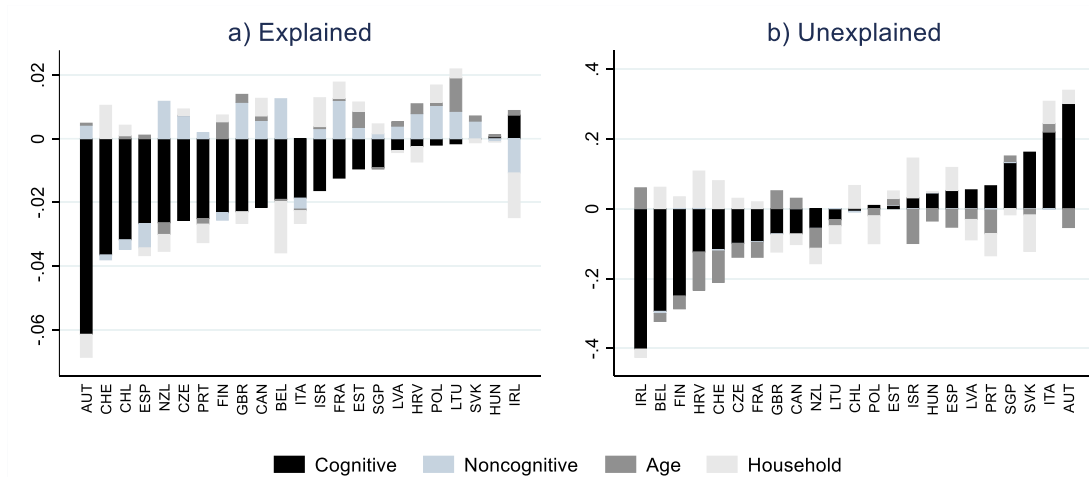 a) Explained
.02
0
-.02
-.04
-.06
AUT CHE CHL ESP NZL CZE PRT FIN GBR CAN BEL ITA ISR FRA EST SGP LVA HRV POL LTU SVK HUN IRL
b) Unexplained
.4
.2
0
-.2
-.4
IRL BEL FIN HRV CHE CZE FRA GBR CAN NZL LTU CHL POL EST ISR HUN ESP LVA PRT SGP SVK ITA AUT
Cognitive Noncognitive Age Household